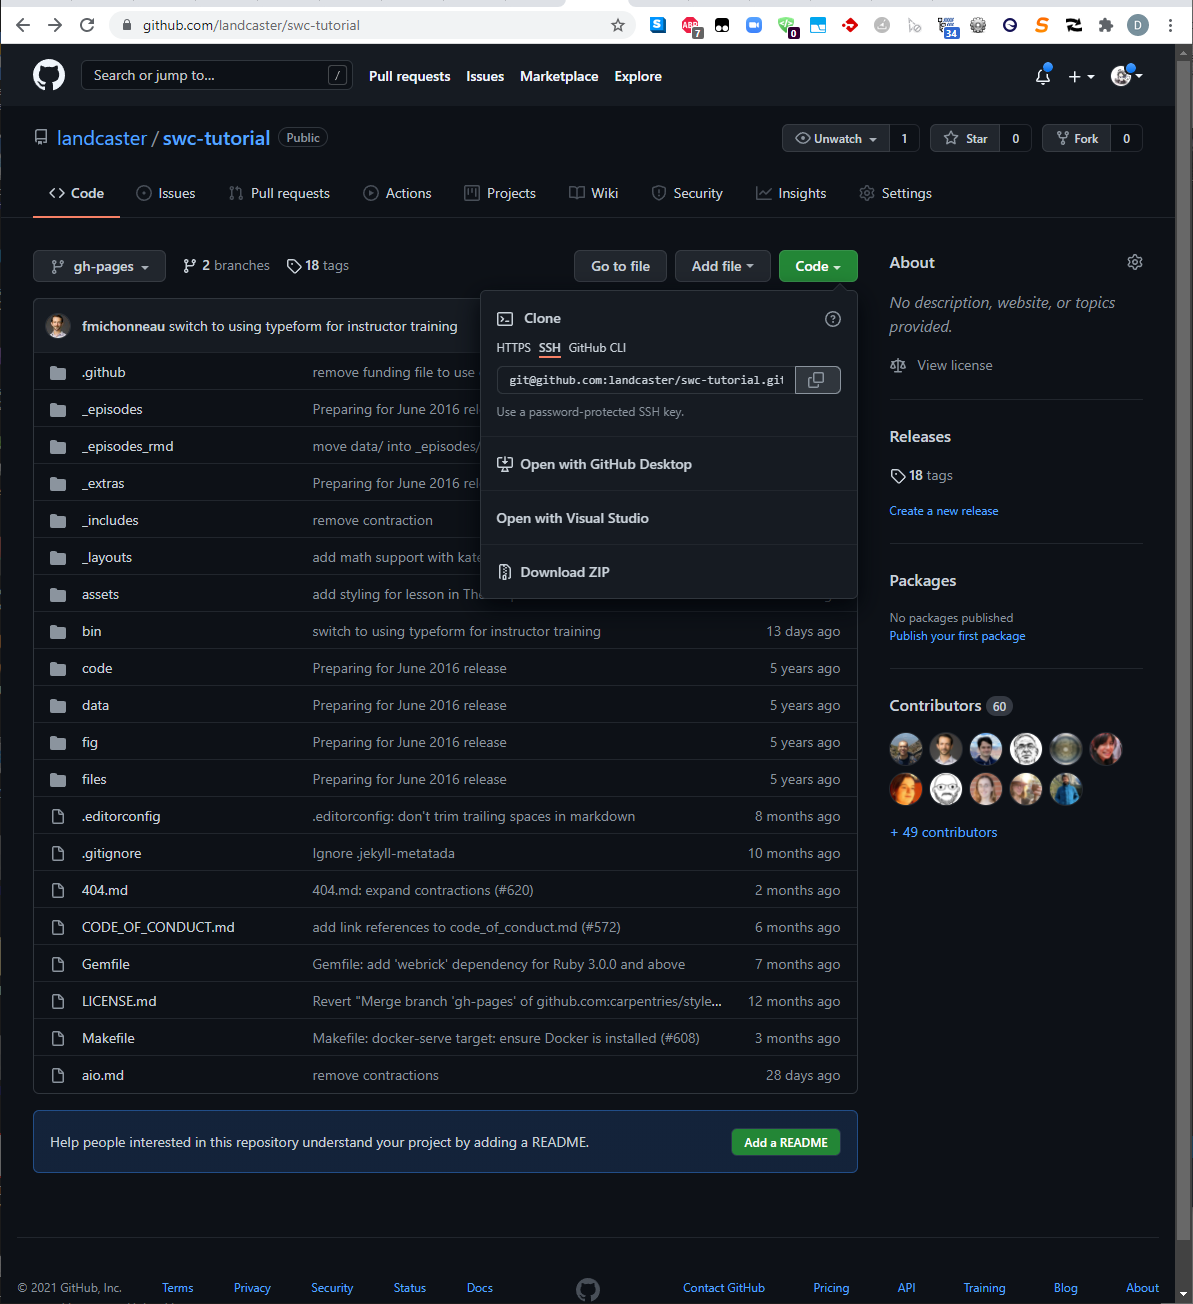 github.com/landcaster/swc-tutorial
S
ABP
7
0
34
S
D
Search or jump to...
/
Pull requests
Issues
Marketplace
Explore
landcaster / swc-tutorial
Public
Unwatch
1
Star
0
Fork
0
Code
Issues
Pull requests
Actions
Projects
Wiki
Security
Insights
Settings
gh-pages
2 branches
18 tags
Go to file
Add file
Code
About
No description, website, or topics
provided.
View license
Releases
18 tags
Create a new release
Packages
No packages published
Publish your first package
Contributors 60
+ 49 contributors
Clone
HTTPS SSH GitHub CLI
git@github.com:landcaster/swc-tutorial.git
Use a password-protected SSH key.
Open with GitHub Desktop
Open with Visual Studio
Download ZIP
fmichonneau switch to using typeform for instructor training
.github remove funding file to use
_episodes Preparing for June 2016 rel
_episodes_rmd move data/ into _episodes/
_extras Preparing for June 2016 rel
_includes remove contraction
_layouts add math support with kate
assets add styling for lesson in The
bin switch to using typeform for instructor training 13 days ago
code Preparing for June 2016 release 5 years ago
data Preparing for June 2016 release 5 years ago
fig Preparing for June 2016 release 5 years ago
files Preparing for June 2016 release 5 years ago
.editorconfig .editorconfig: don't trim trailing spaces in markdown 8 months ago
.gitignore Ignore .jekyll-metatada 10 months ago
404.md 404.md: expand contractions (#620) 2 months ago
CODE_OF_CONDUCT.md add link references to code_of_conduct.md (#572) 6 months ago
Gemfile Gemfile: add 'webrick' dependency for Ruby 3.0.0 and above 7 months ago
LICENSE.md Revert "Merge branch 'gh-pages' of github.com:carpentries/style... 12 months ago
Makefile Makefile: docker-serve target: ensure Docker is installed (#608) 3 months ago
aio.md remove contractions 28 days ago
Help people interested in this repository understand your project by adding a README.
Add a README
© 2021 GitHub, Inc.
Terms
Privacy
Security
Status
Docs
Contact GitHub
Pricing
API
Training
Blog
About